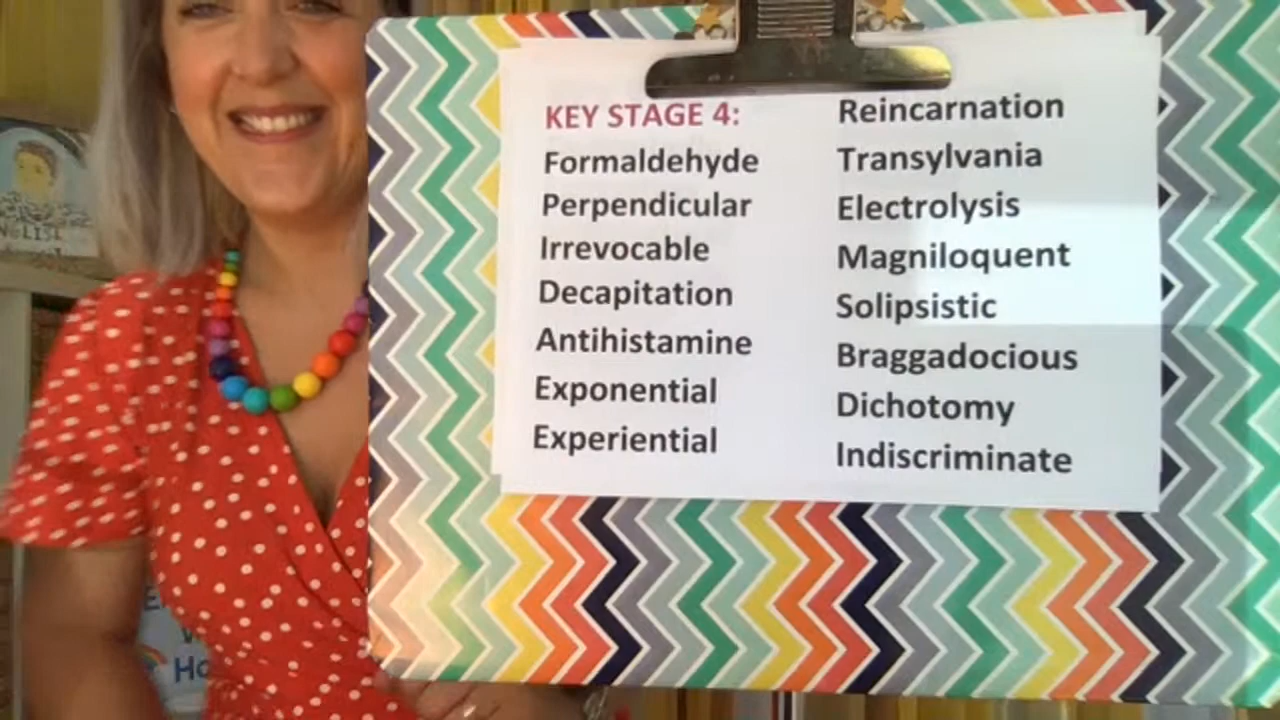 KEY STAGE 4:
Formaldehyde
Perpendicular
Irrevocable
Decapitation
Antihistamine
Exponential
Experiential
Reincarnation
Transylvania
Electrolysis
Magniloquent
Solipsistic
Braggadocious
Dichotomy
Indiscriminate